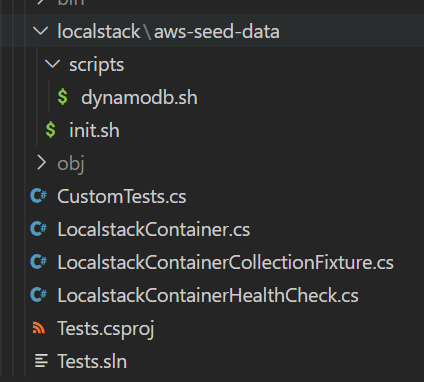 bin
localstack\aws-seed-data
scripts
$ dynamodb.sh
$ init.sh
obj
C# CustomTests.cs
C# LocalstackContainer.cs
C# LocalstackContainerCollectionFixture.cs
C# LocalstackContainerHealthCheck.cs
Tests.csproj
Tests.sln